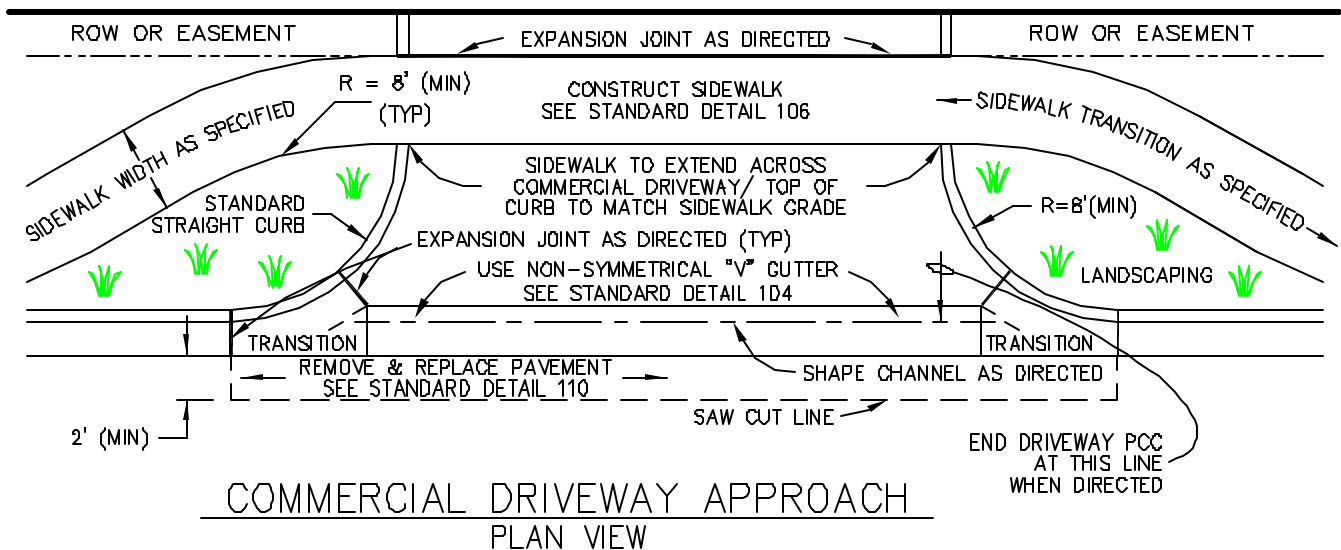 ROW OR EASEMENT
EXPANSION JOINT AS DIRECTED
ROW OR EASEMENT
R = 8' (MIN)
(TYP)
CONSTRUCT SIDEWALK
SEE STANDARD DETAIL 106
SIDEWALK TRANSITION AS SPECIFIED
SIDEWALK WIDTH AS SPECIFIED
SIDEWALK TO EXTEND ACROSS
COMMERCIAL DRIVEWAY/ TOP OF
CURB TO MATCH SIDEWALK GRADE
STANDARD
STRAIGHT CURB
R=8'(MIN)
EXPANSION JOINT AS DIRECTED (TYP)
USE NON-SYMMETRICAL "V" GUTTER
SEE STANDARD DETAIL 104
LANDSCAPING
TRANSITION
TRANSITION
REMOVE & REPLACE PAVEMENT
SEE STANDARD DETAIL 110
SHAPE CHANNEL AS DIRECTED
SAW CUT LINE
2' (MIN)
END DRIVEWAY PCC
AT THIS LINE
WHEN DIRECTED
COMMERCIAL DRIVEWAY APPROACH
PLAN VIEW